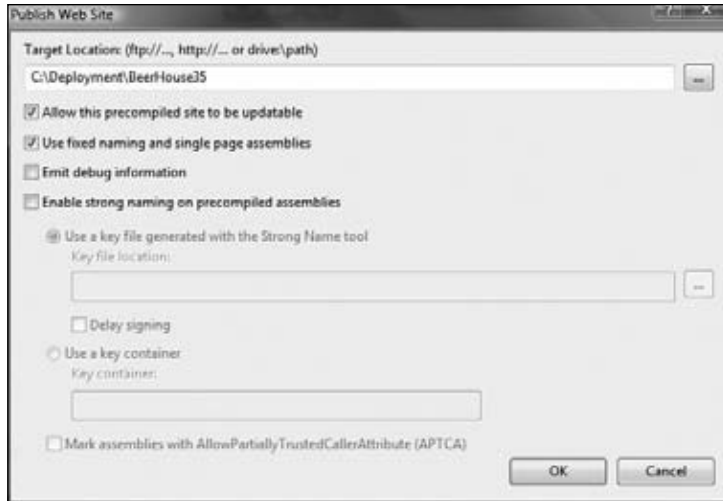 Publish Web Site
Target Location: (ftp://..., http://... or drive:\path)
C:\Deployment\BeerHouse35
...
Allow this precompiled site to be updatable
Use fixed naming and single page assemblies
Emit debug information
Enable strong naming on precompiled assemblies
Use a key file generated with the Strong Name tool
Key file location:
...
Delay signing
Use a key container
Key container:
Mark assemblies with AllowPartiallyTrustedCallerAttribute (APTCA)
OK Cancel